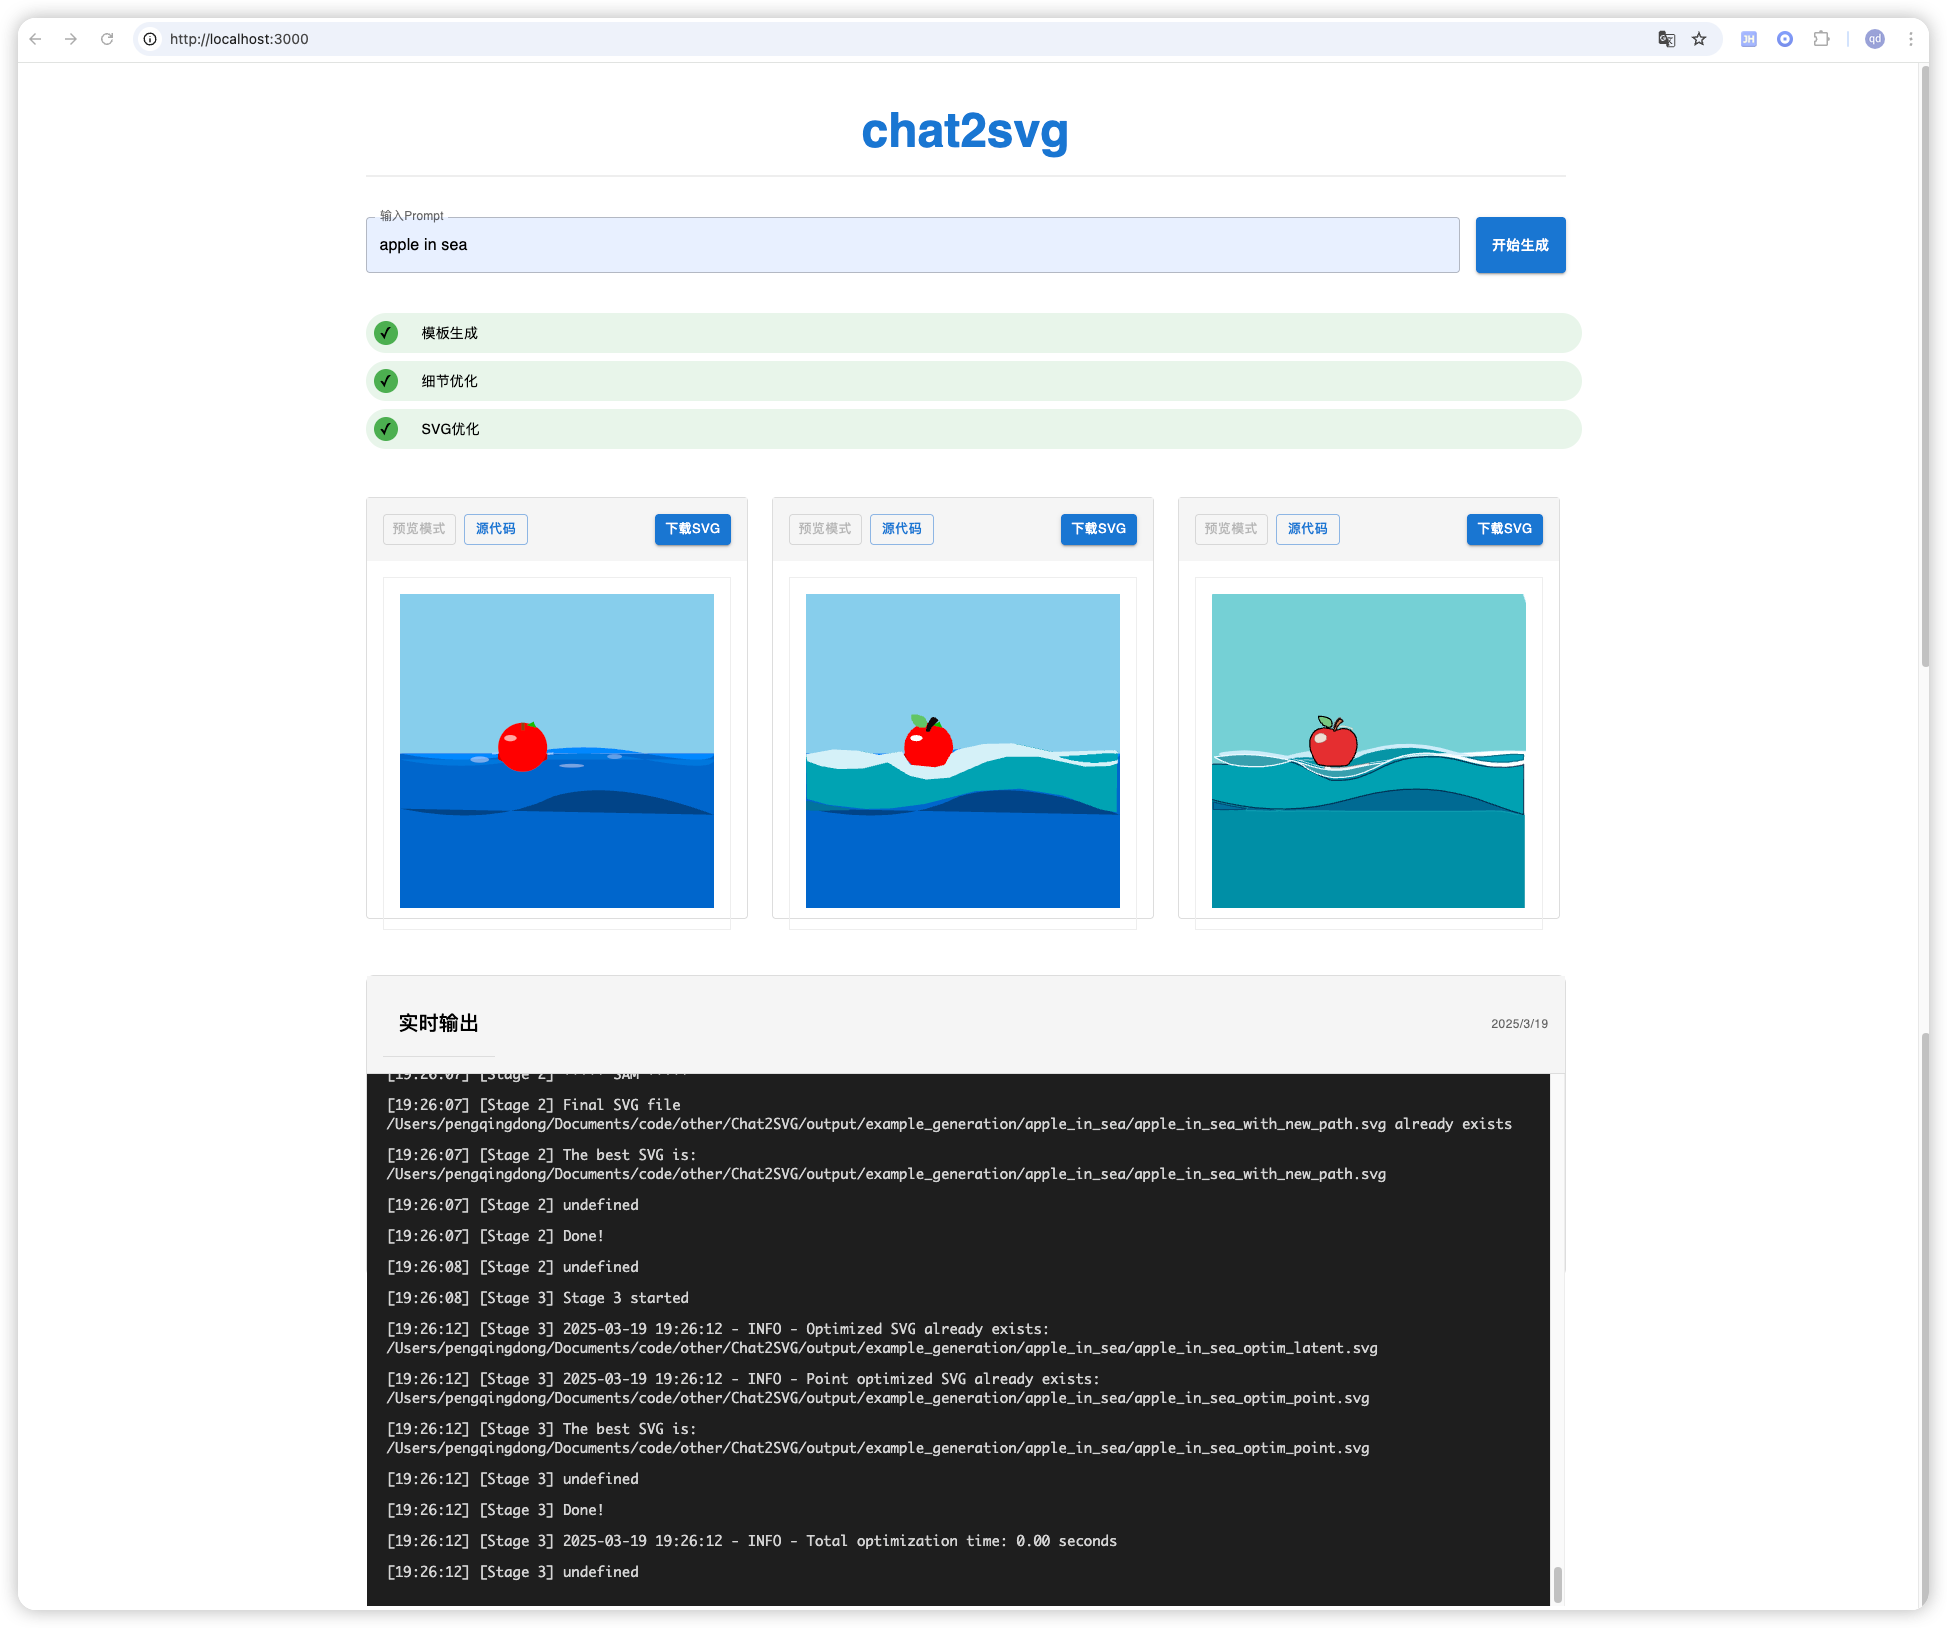 http://localhost:3000
JH
qd
chat2svg
输入Prompt
apple in sea
开始生成
模板生成
细节优化
SVG优化
预览模式 源代码 下载SVG
预览模式 源代码 下载SVG
预览模式 源代码 下载SVG
实时输出
2025/3/19
[19:26:07] [Stage 2] ***** SAM *****
[19:26:07] [Stage 2] Final SVG file
/Users/pengqingdong/Documents/code/other/Chat2SVG/output/example_generation/apple_in_sea/apple_in_sea_with_new_path.svg already exists
[19:26:07] [Stage 2] The best SVG is:
/Users/pengqingdong/Documents/code/other/Chat2SVG/output/example_generation/apple_in_sea/apple_in_sea_with_new_path.svg
[19:26:07] [Stage 2] undefined
[19:26:07] [Stage 2] Done!
[19:26:08] [Stage 2] undefined
[19:26:08] [Stage 3] Stage 3 started
[19:26:12] [Stage 3] 2025-03-19 19:26:12 - INFO - Optimized SVG already exists:
/Users/pengqingdong/Documents/code/other/Chat2SVG/output/example_generation/apple_in_sea/apple_in_sea_optim_latent.svg
[19:26:12] [Stage 3] 2025-03-19 19:26:12 - INFO - Point optimized SVG already exists:
/Users/pengqingdong/Documents/code/other/Chat2SVG/output/example_generation/apple_in_sea/apple_in_sea_optim_point.svg
[19:26:12] [Stage 3] The best SVG is:
/Users/pengqingdong/Documents/code/other/Chat2SVG/output/example_generation/apple_in_sea/apple_in_sea_optim_point.svg
[19:26:12] [Stage 3] undefined
[19:26:12] [Stage 3] Done!
[19:26:12] [Stage 3] 2025-03-19 19:26:12 - INFO - Total optimization time: 0.00 seconds
[19:26:12] [Stage 3] undefined